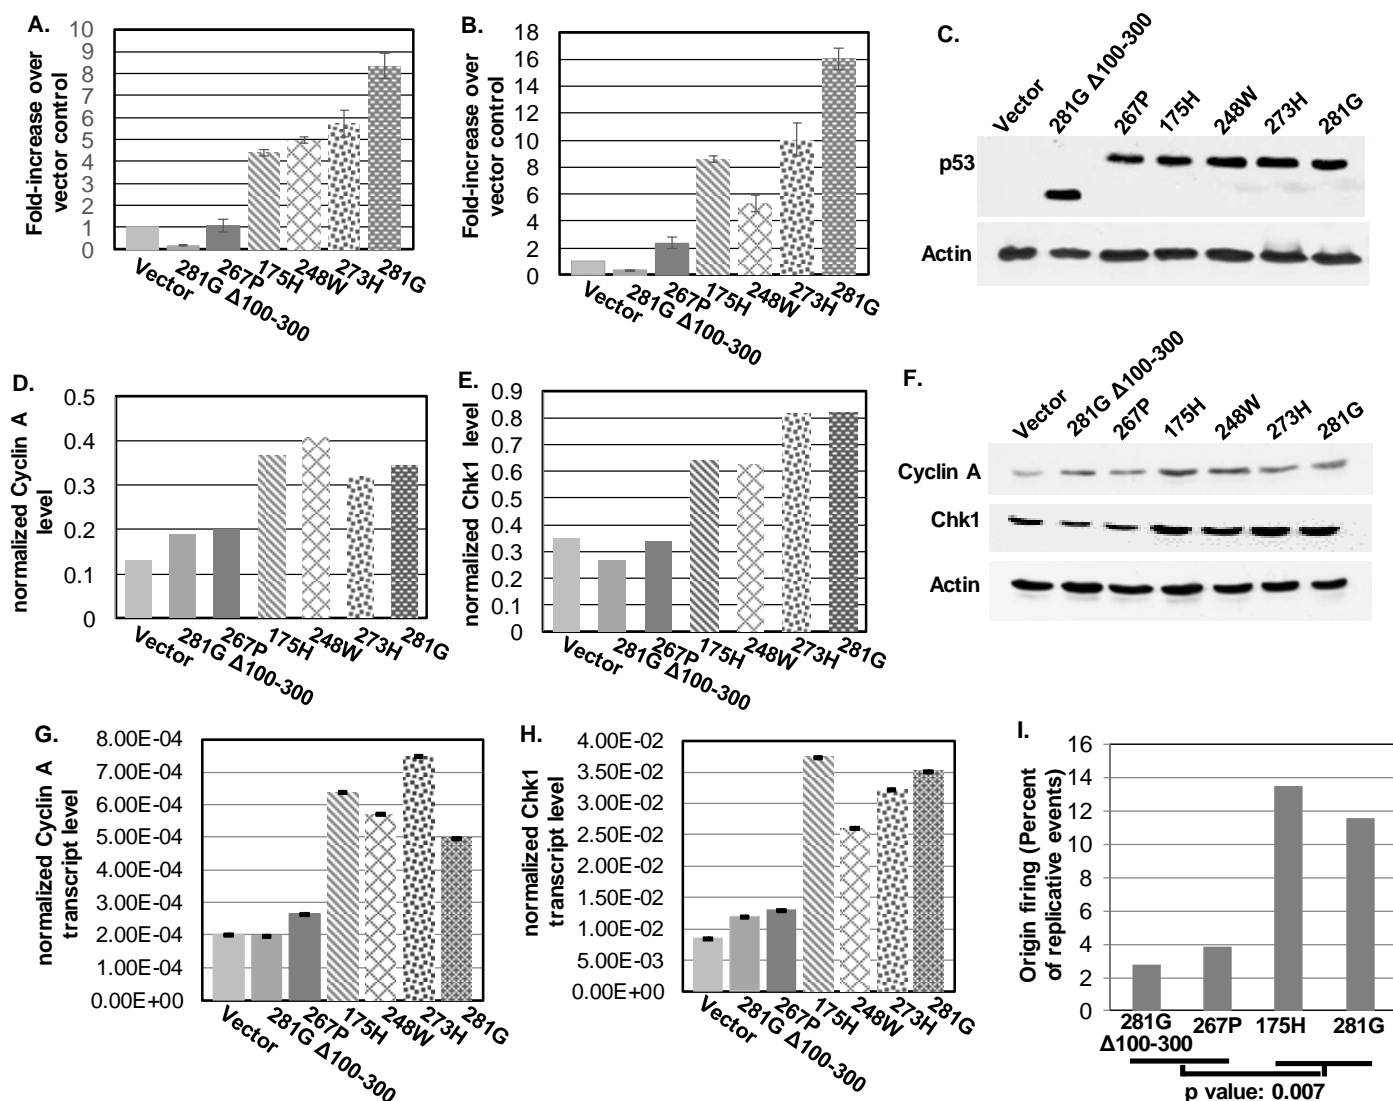 A.
Fold-increase over
vector control
10
9
8
7
6
5
4
3
2
1
0
Vector
281G Δ100-300
267P
175H
248W
273H
281G
B.
Fold-increase over
vector control
18
16
14
12
10
8
6
4
2
0
Vector
281G Δ100-300
267P
175H
248W
273H
281G
C.
Vector
281G Δ100-300
267P
175H
248W
273H
281G
p53
Actin
D.
normalized Cyclin A
level
0.5
0.4
0.3
0.2
0.1
0
Vector
281G Δ100-300
267P
175H
248W
273H
281G
E.
normalized Chk1 level
0.9
0.8
0.7
0.6
0.5
0.4
0.3
0.2
0.1
0
Vector
281G Δ100-300
267P
175H
248W
273H
281G
F.
Vector
281G Δ100-300
267P
175H
248W
273H
281G
Cyclin A
Chk1
Actin
G.
normalized Cyclin A
transcript level
8.00E-04
7.00E-04
6.00E-04
5.00E-04
4.00E-04
3.00E-04
2.00E-04
1.00E-04
0.00E+00
Vector
281G Δ100-300
267P
175H
248W
273H
281G
H.
normalized Chk1
transcript level
4.00E-02
3.50E-02
3.00E-02
2.50E-02
2.00E-02
1.50E-02
1.00E-02
5.00E-03
0.00E+00
Vector
281G Δ100-300
267P
175H
248W
273H
281G
I.
Origin firing (Percent
of replicative events)
16
14
12
10
8
6
4
2
0
281G
Δ100-300
267P
175H
281G
p value: 0.007